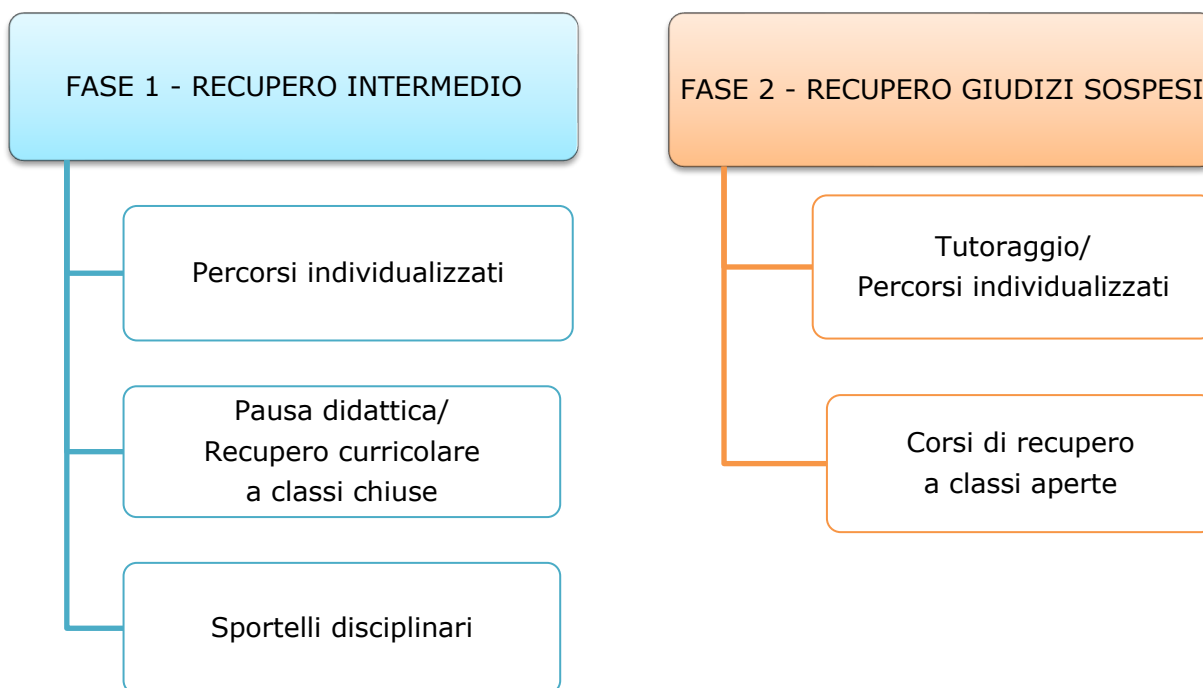 FASE 1 - RECUPERO INTERMEDIO
Percorsi individualizzati
Pausa didattica/
Recupero curricolare
a classi chiuse
Sportelli disciplinari
FASE 2 - RECUPERO GIUDIZI SOSPESI
Tutoraggio/
Percorsi individualizzati
Corsi di recupero
a classi aperte